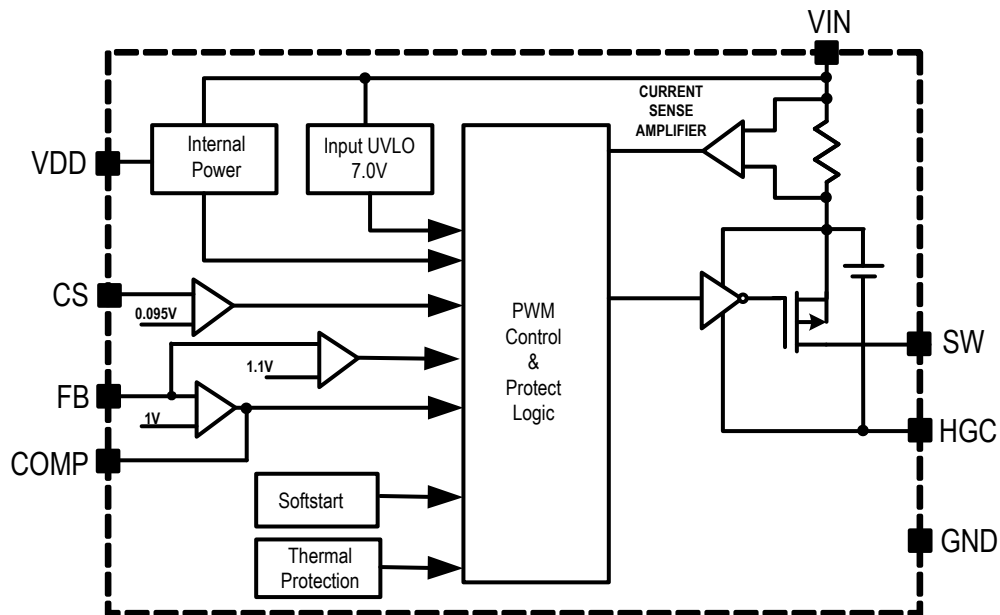 VIN
CURRENT
SENSE
AMPLIFIER
Internal
Power
Input UVLO
7.0V
VDD
CS
0.095V
PWM
Control
&
Protect
Logic
SW
1.1V
FB
1V
HGC
COMP
Softstart
GND
Thermal
Protection